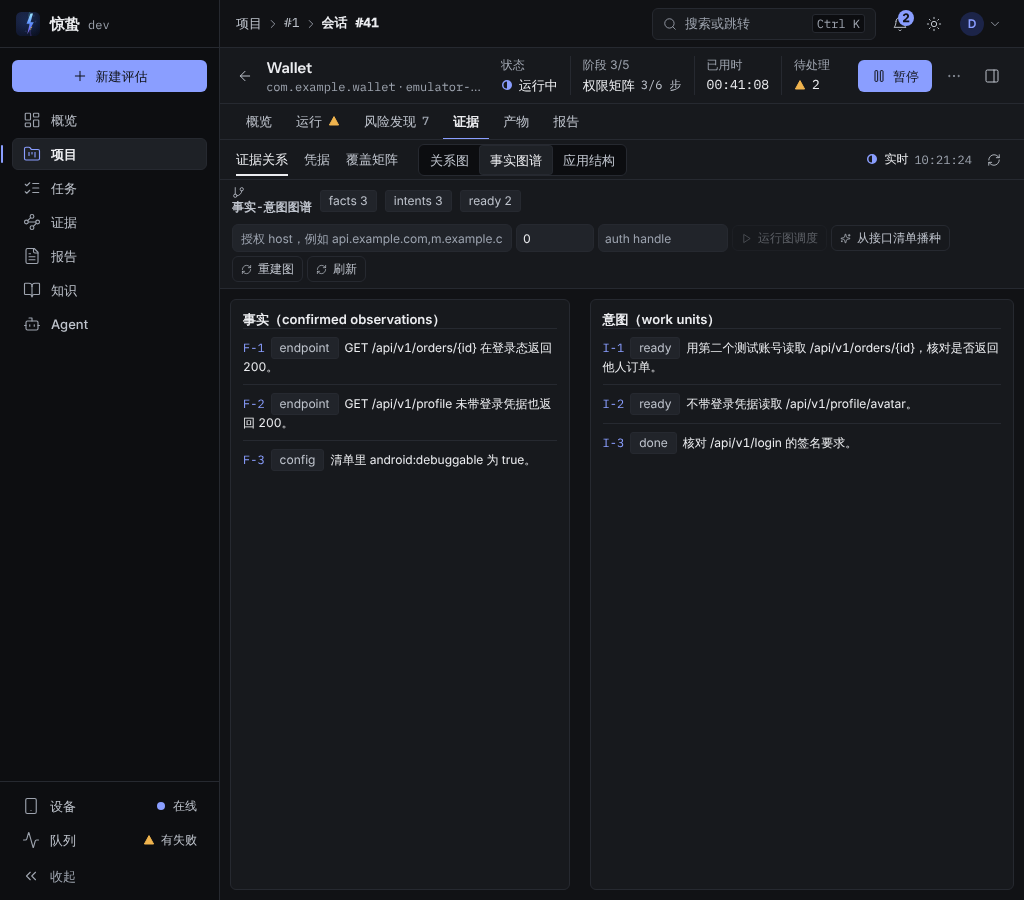 惊蛰 dev
项目 > #1 > 会话 #41
搜索或跳转 Ctrl K
2
D
新建评估
概览
项目
任务
证据
报告
知识
Agent
设备 在线
队列 有失败
收起
Wallet
com.example.wallet·emulator-…
状态
运行中
阶段 3/5
权限矩阵 3/6 步
已用时
00:41:08
待处理
2
暂停
概览 运行 风险发现 7 证据 产物 报告
证据关系 凭据 覆盖矩阵 关系图 事实图谱 应用结构 实时 10:21:24
事实-意图图谱 facts 3 intents 3 ready 2
授权 host，例如 api.example.com,m.example.c 0 auth handle 运行图调度 从接口清单播种
重建图 刷新
事实（confirmed observations）
F-1 endpoint GET /api/v1/orders/{id} 在登录态返回
200。
F-2 endpoint GET /api/v1/profile 未带登录凭据也返
回 200。
F-3 config 清单里 android:debuggable 为 true。
意图（work units）
I-1 ready 用第二个测试账号读取 /api/v1/orders/{id}，核对是否返回
他人订单。
I-2 ready 不带登录凭据读取 /api/v1/profile/avatar。
I-3 done 核对 /api/v1/login 的签名要求。